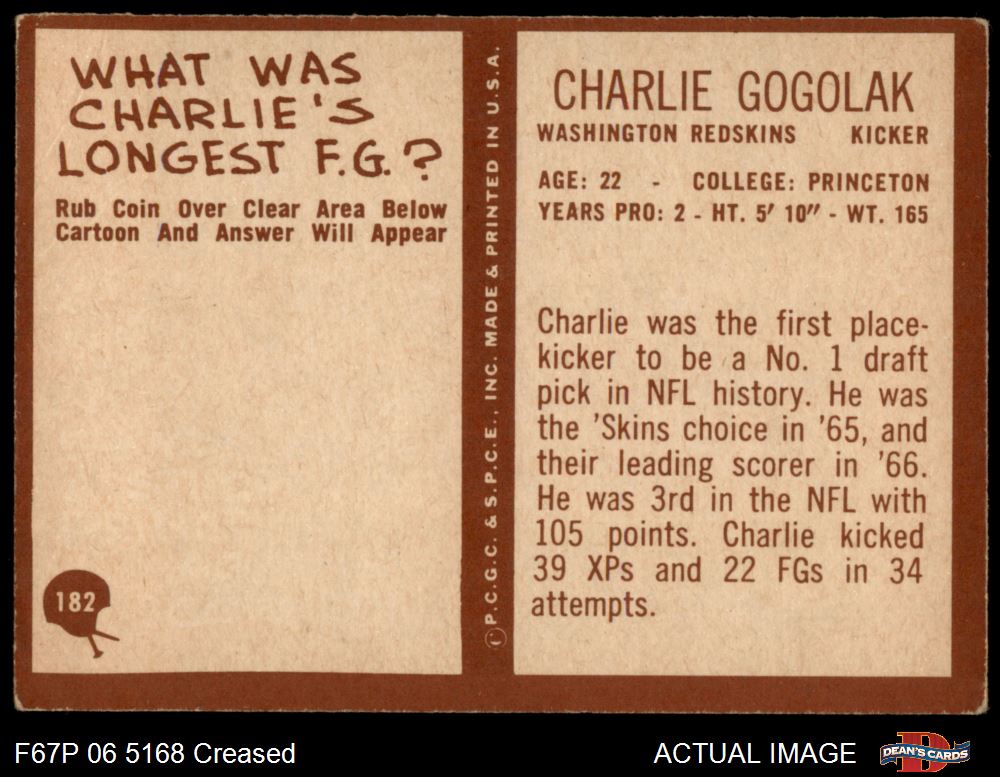 WHAT WAS
CHARLIE'S
LONGEST F.G.?
Rub Coin Over Clear Area Below
Cartoon And Answer Will Appear
182
©P.C.G.C. & S.P.C.E., INC. MADE & PRINTED IN U.S.A.
CHARLIE GOGOLAK
WASHINGTON REDSKINS KICKER
AGE: 22 - COLLEGE: PRINCETON
YEARS PRO: 2 - HT. 5' 10" - WT. 165
Charlie was the first place-
kicker to be a No. 1 draft
pick in NFL history. He was
the 'Skins choice in '65, and
their leading scorer in '66.
He was 3rd in the NFL with
105 points. Charlie kicked
39 XPs and 22 FGs in 34
attempts.
F67P 06 5168 Creased
ACTUAL IMAGE
DEAN'S CARDS